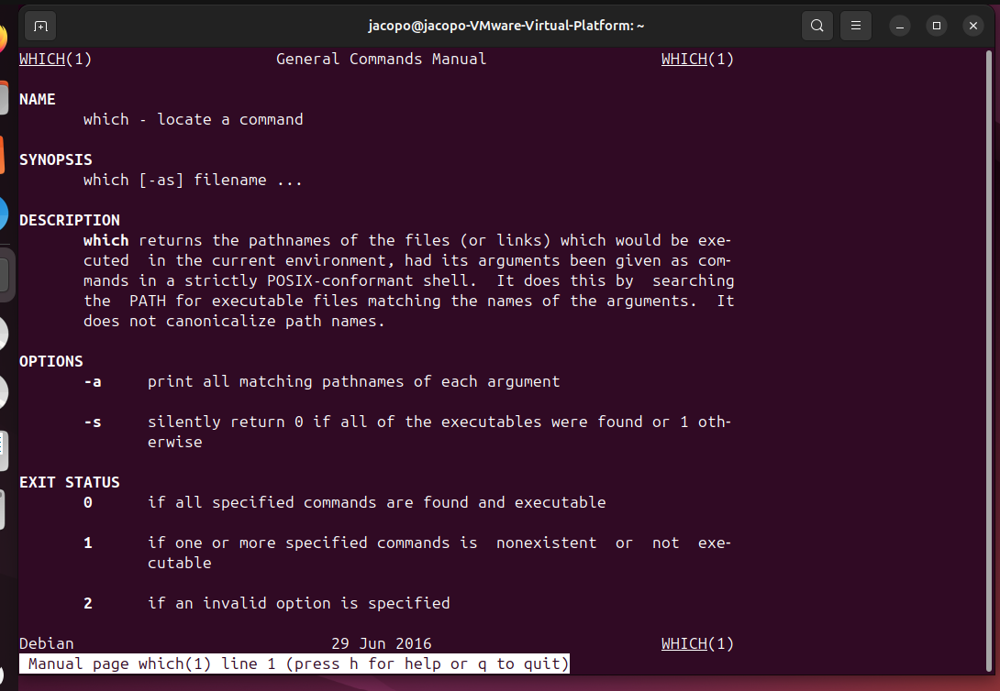 jacopo@jacopo-VMware-Virtual-Platform: ~
WHICH(1) General Commands Manual WHICH(1)
NAME
which - locate a command
SYNOPSIS
which [-as] filename ...
DESCRIPTION
which returns the pathnames of the files (or links) which would be exe-
cuted in the current environment, had its arguments been given as com-
mands in a strictly POSIX-conformant shell. It does this by searching
the PATH for executable files matching the names of the arguments. It
does not canonicalize path names.
OPTIONS
-a print all matching pathnames of each argument
-s silently return 0 if all of the executables were found or 1 oth-
erwise
EXIT STATUS
0 if all specified commands are found and executable
1 if one or more specified commands is nonexistent or not exe-
cutable
2 if an invalid option is specified
Debian 29 Jun 2016 WHICH(1)
Manual page which(1) line 1 (press h for help or q to quit)